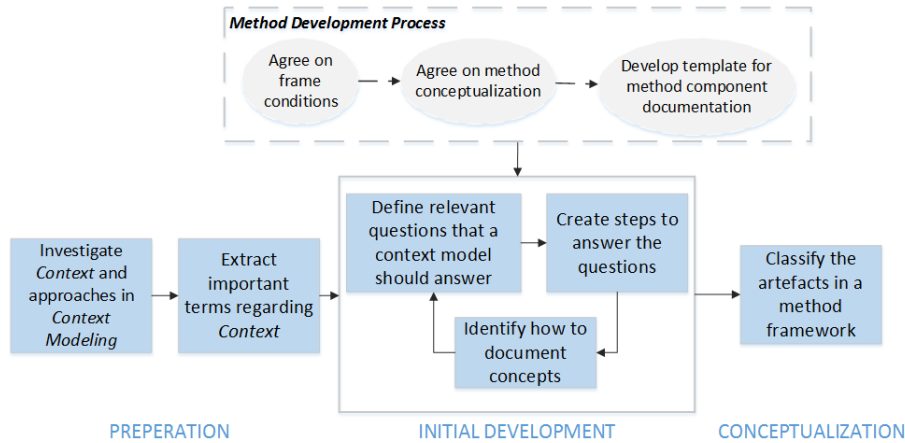 Method Development Process
Agree on
frame
conditions
Agree on method
conceptualization
Develop template for
method component
documentation
Define relevant
questions that a
context model
should answer
Create steps to
answer the
questions
Identify how to
document
concepts
Investigate
Context and
approaches in
Context
Modeling
Extract
important
terms regarding
Context
Classify the
artefacts in a
method
framework
PREPERATION
INITIAL DEVELOPMENT
CONCEPTUALIZATION